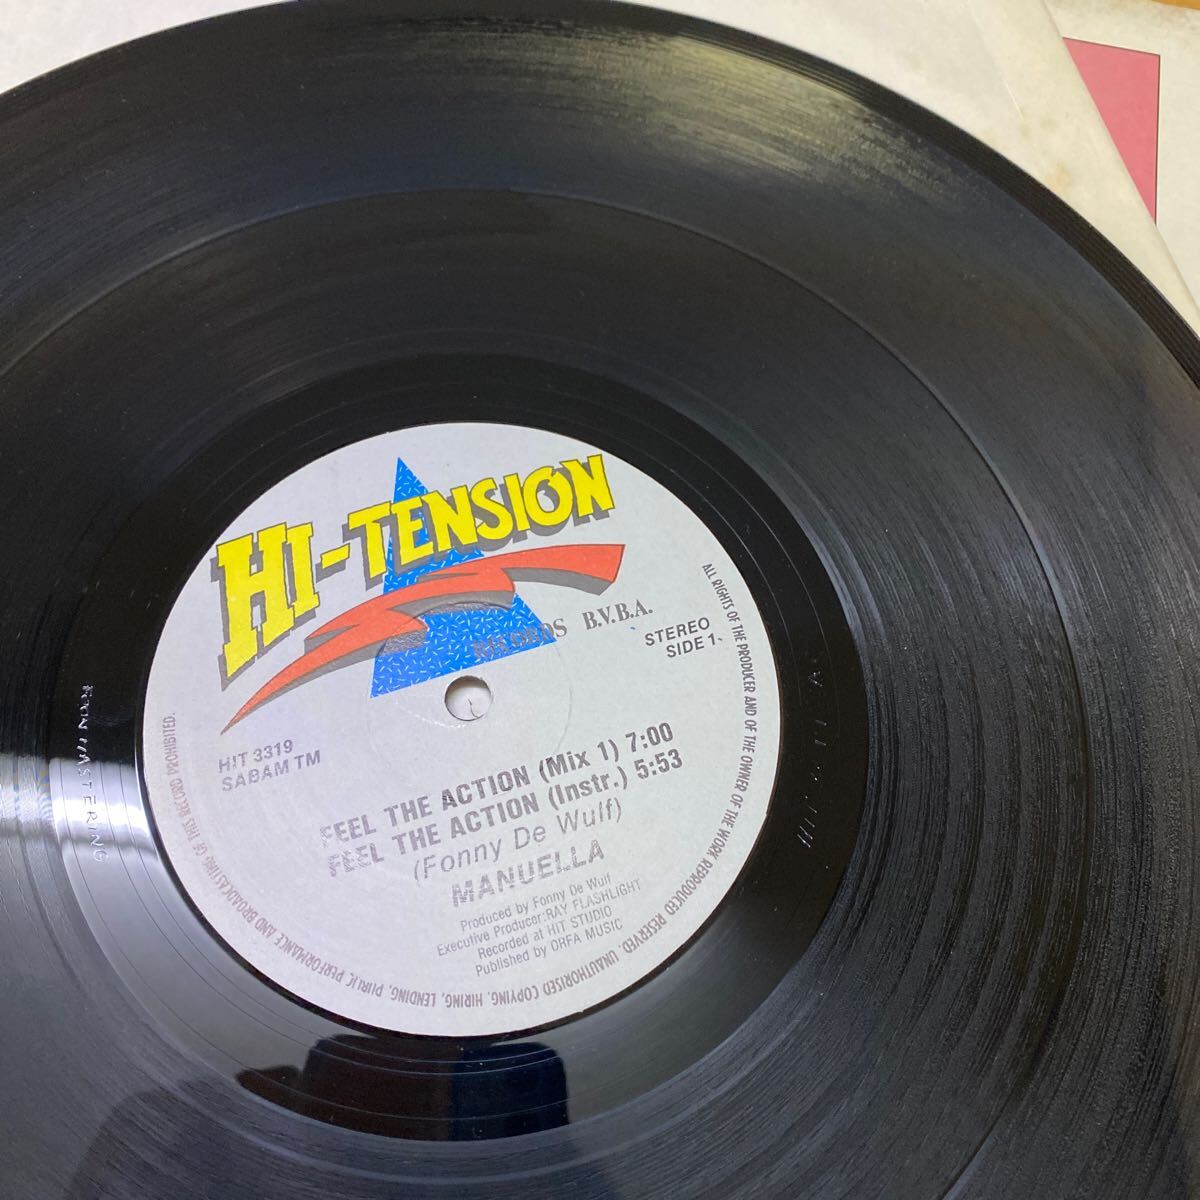 HI-TENSION
RECORDS B.V.B.A.
STEREO
SIDE 1
HIT 3319
SABAM TM
FEEL THE ACTION (Mix 1) 7:00
FEEL THE ACTION (Instr.) 5:53
(Fonny De Wulf)
MANUELLA
Produced by Fonny De Wulf
Executive Producer: RAY FLASHLIGHT
Recorded at HIT STUDIO
Published by ORFA MUSIC
ALL RIGHTS OF THE PRODUCER AND OF THE OWNER OF THE WORK REPRODUCED RESERVED. UNAUTHORISED COPYING, HIRING, LENDING, PUBLIC PERFORMANCE AND BROADCASTING OF THIS RECORD PROHIBITED.
MASTERING